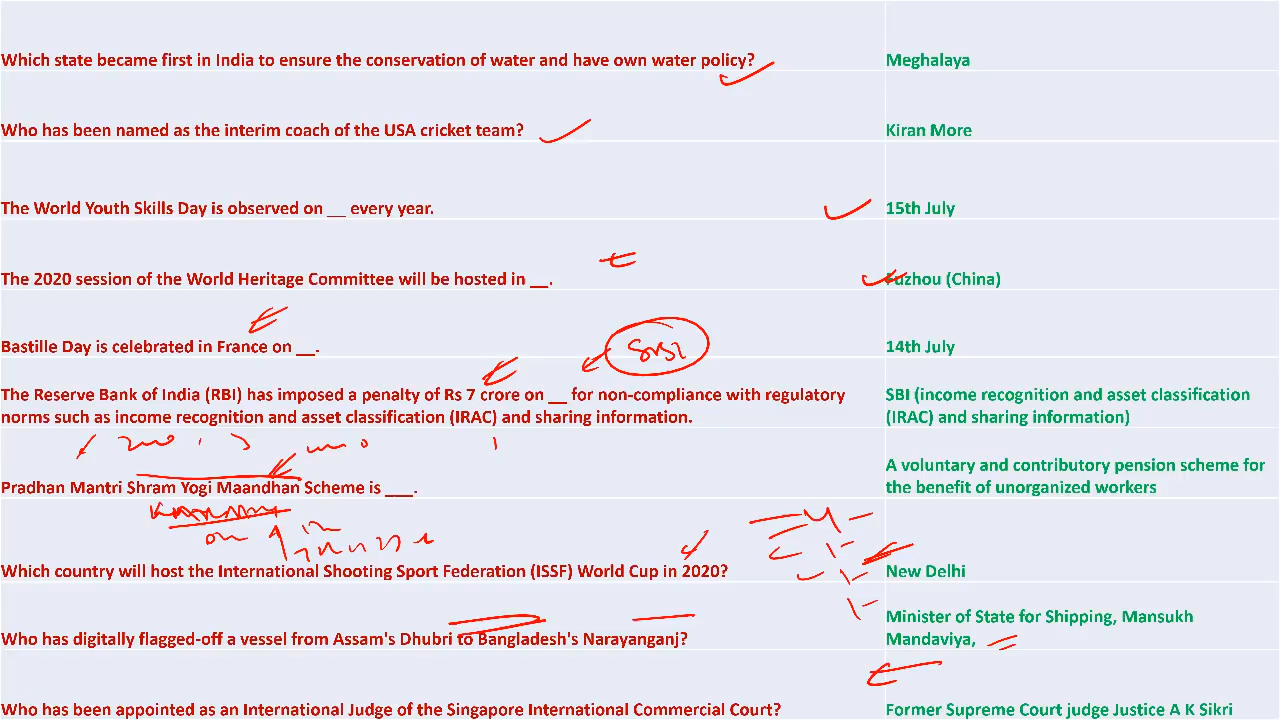 Which state became first in India to ensure the conservation of water and have own water policy?
Meghalaya
Who has been named as the interim coach of the USA cricket team?
Kiran More
The World Youth Skills Day is observed on __ every year.
15th July
The 2020 session of the World Heritage Committee will be hosted in __.
Fuzhou (China)
Bastille Day is celebrated in France on __.
14th July
The Reserve Bank of India (RBI) has imposed a penalty of Rs 7 crore on __ for non-compliance with regulatory
norms such as income recognition and asset classification (IRAC) and sharing information.
SBI (income recognition and asset classification
(IRAC) and sharing information)
Pradhan Mantri Shram Yogi Maandhan Scheme is ___.
A voluntary and contributory pension scheme for
the benefit of unorganized workers
Which country will host the International Shooting Sport Federation (ISSF) World Cup in 2020?
New Delhi
Who has digitally flagged-off a vessel from Assam's Dhubri to Bangladesh's Narayanganj?
Minister of State for Shipping, Mansukh
Mandaviya,
Who has been appointed as an International Judge of the Singapore International Commercial Court?
Former Supreme Court judge Justice A K Sikri